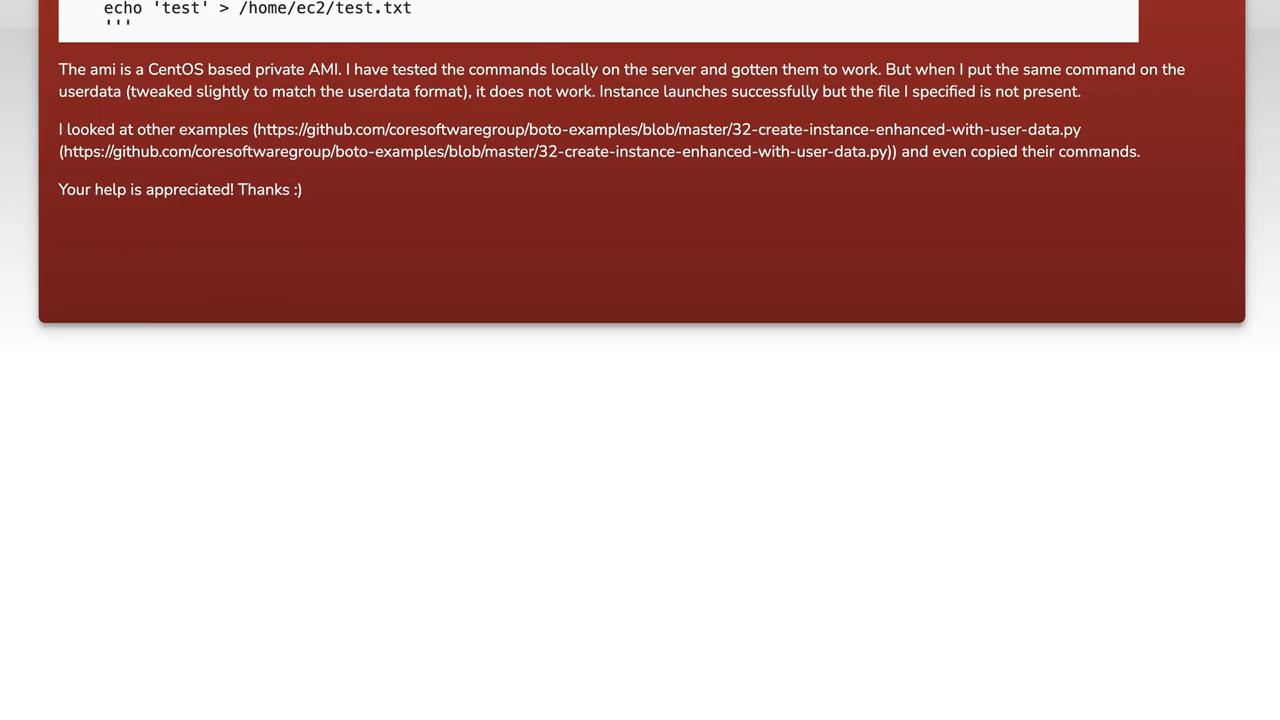 echo 'test' > /home/ec2/test.txt
'''
The ami is a CentOS based private AMI. I have tested the commands locally on the server and gotten them to work. But when I put the same command on the
userdata (tweaked slightly to match the userdata format), it does not work. Instance launches successfully but the file I specified is not present.
I looked at other examples (https://github.com/coresoftwaregroup/boto-examples/blob/master/32-create-instance-enhanced-with-user-data.py
(https://github.com/coresoftwaregroup/boto-examples/blob/master/32-create-instance-enhanced-with-user-data.py)) and even copied their commands.
Your help is appreciated! Thanks :)